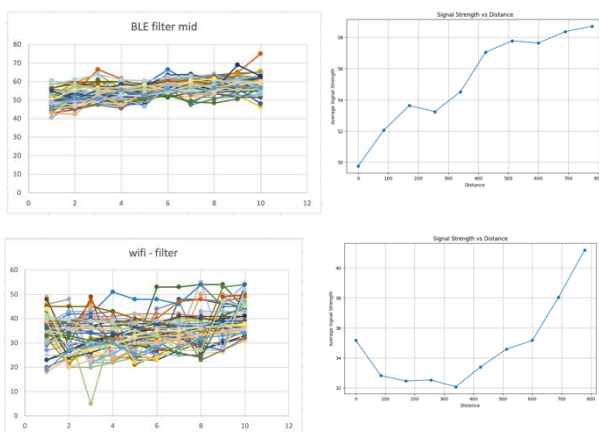 BLE filter mid
80
70
60
50
40
30
20
10
0
0 2 4 6 8 10 12
Signal Strength vs Distance
Average Signal Strength
58
56
54
52
50
0 100 200 300 400 500 600 700 800
Distance
wifi - filter
60
50
40
30
20
10
0
0 2 4 6 8 10 12
Signal Strength vs Distance
Average Signal Strength
40
38
36
34
32
0 100 200 300 400 500 600 700 800
Distance